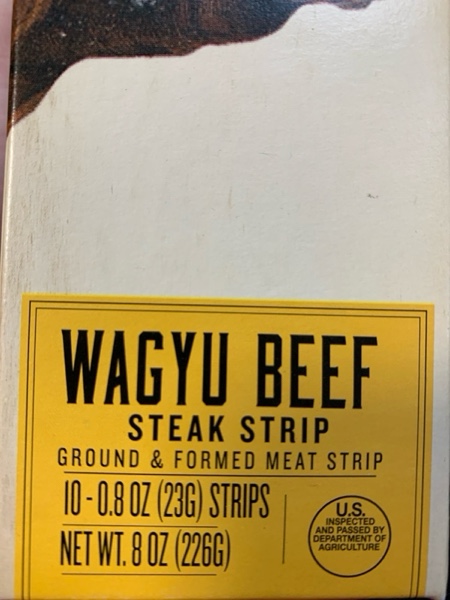 WAGYU BEEF
STEAK STRIP
GROUND & FORMED MEAT STRIP
10 - 0.8 OZ (23G) STRIPS
NET WT. 8 OZ (226G)
U.S.
INSPECTED
AND PASSED BY
DEPARTMENT OF
AGRICULTURE